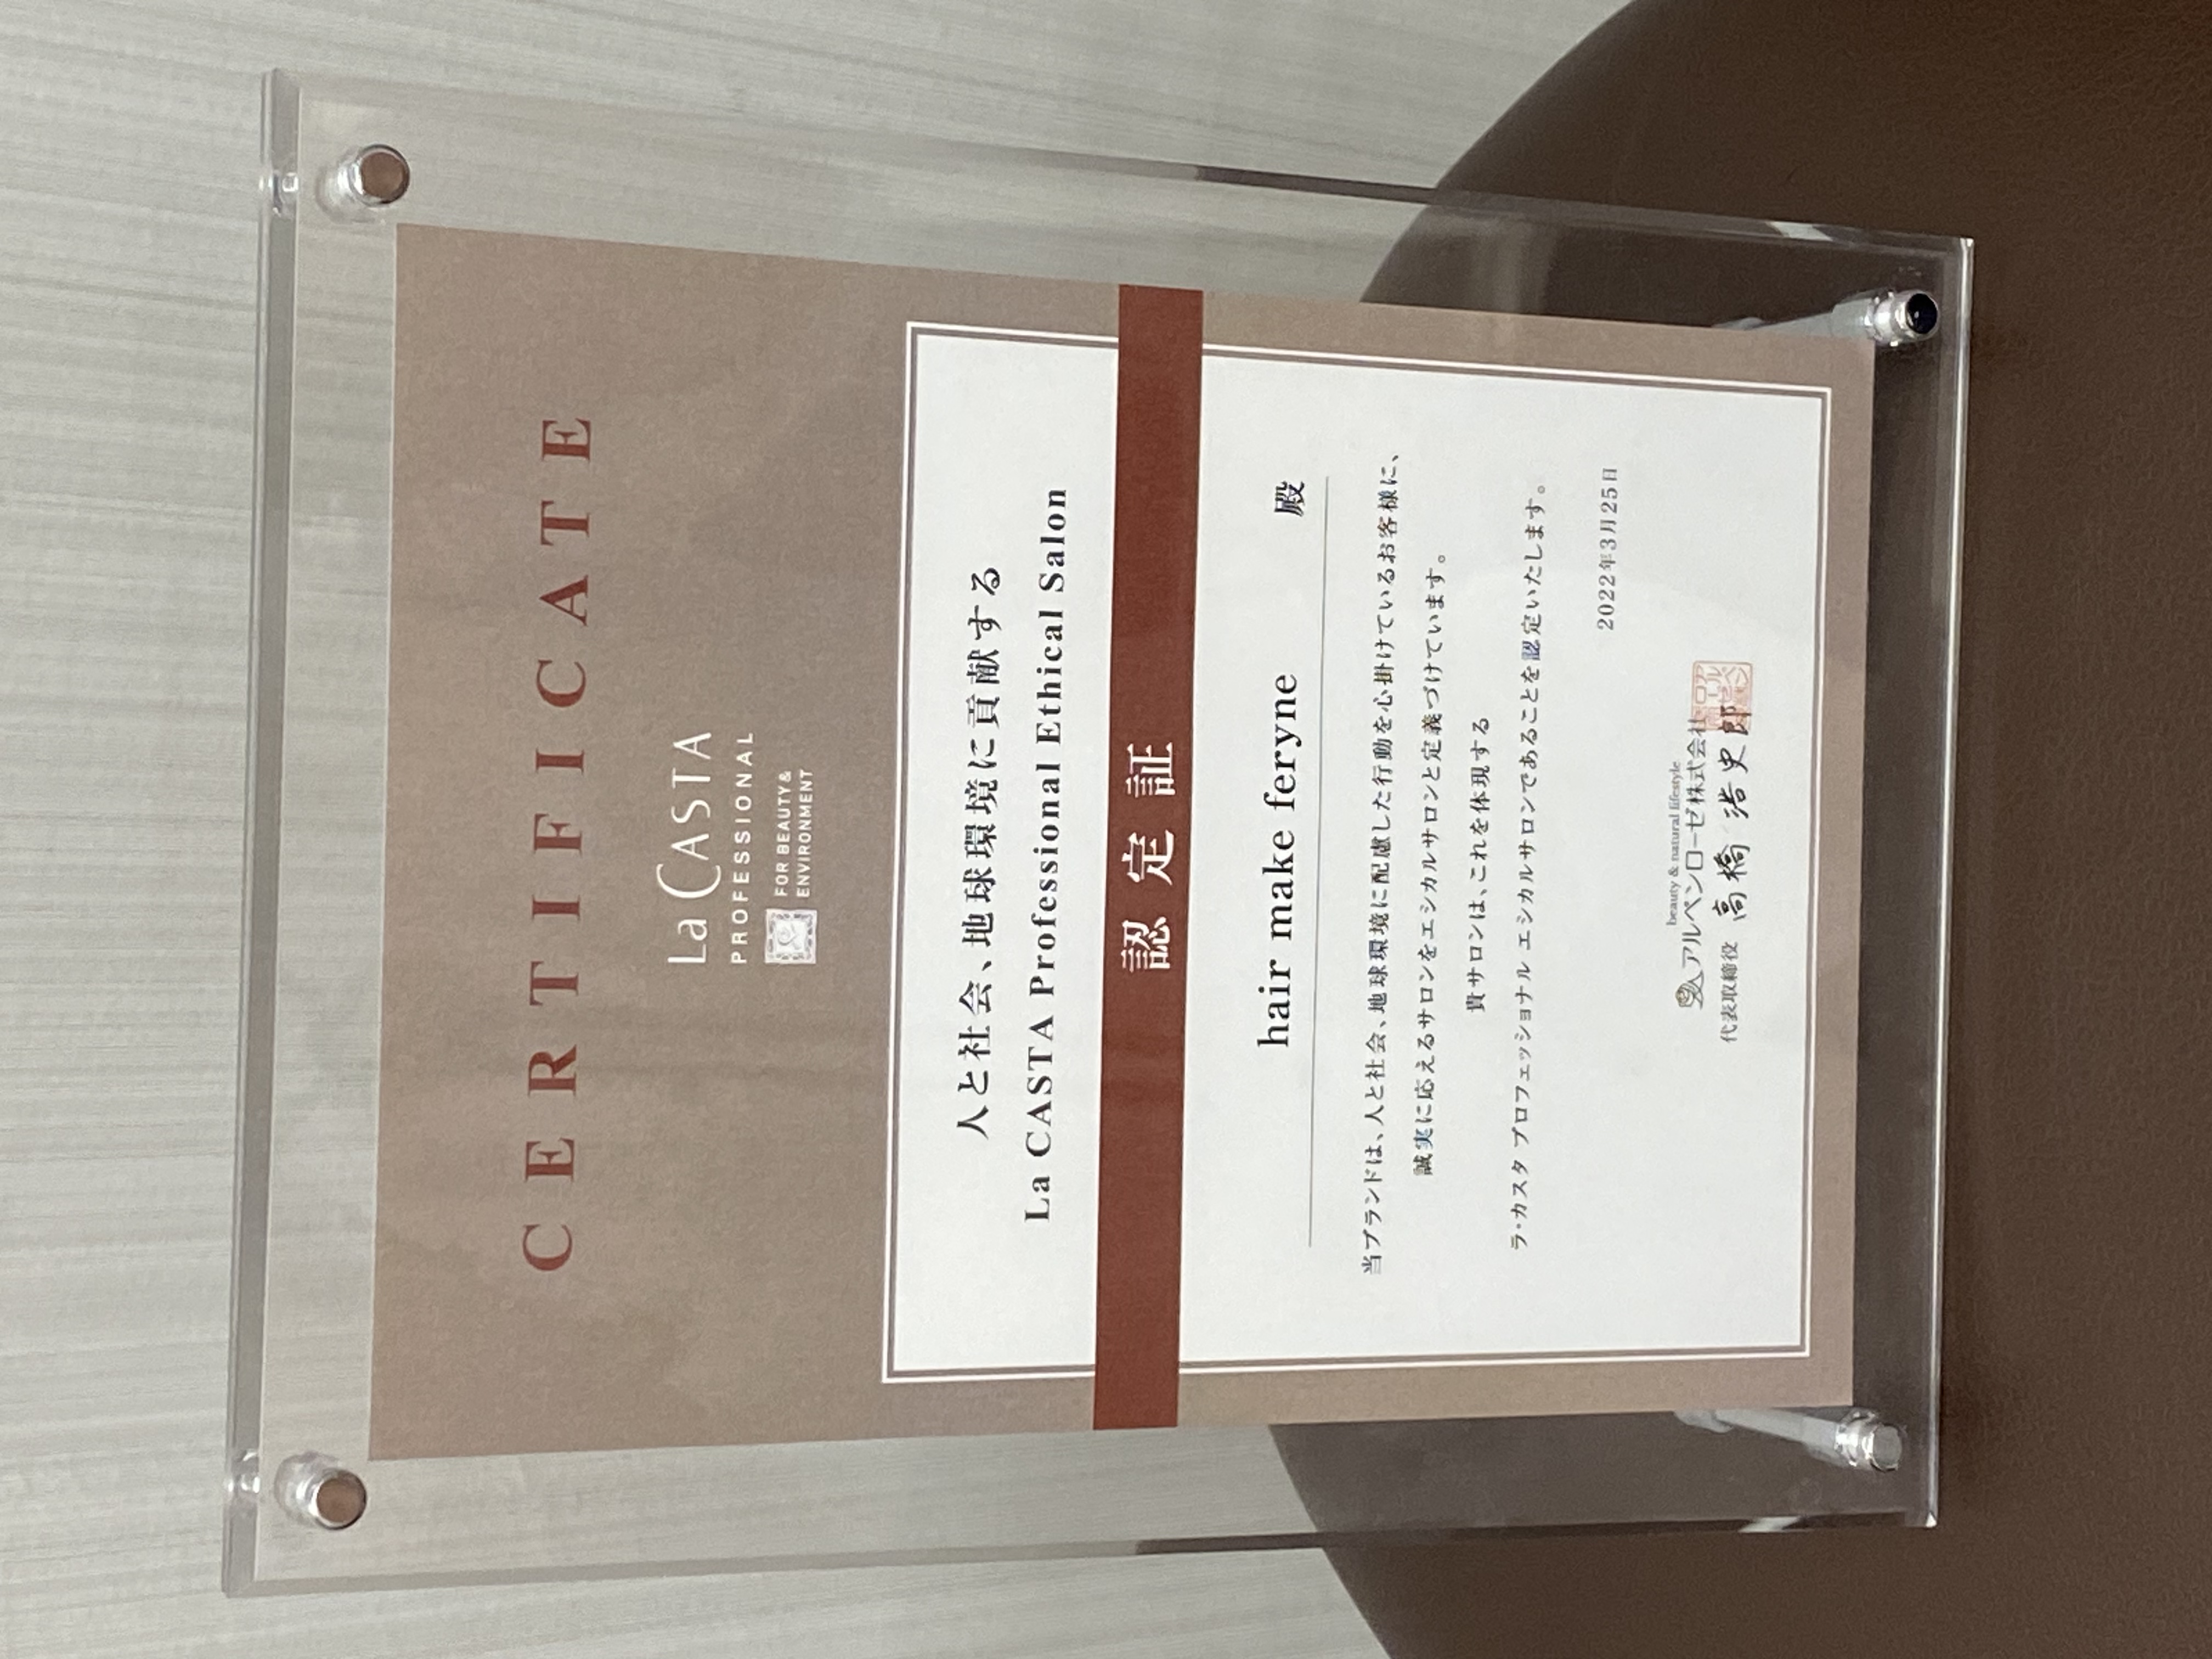 CERTIFICATE
La CASTA
PROFESSIONAL
FOR BEAUTY &
ENVIRONMENT
人と社会、地球環境に貢献する
La CASTA Professional Ethical Salon
認定証
hair make feryne 殿
当ブランドは、人と社会、地球環境に配慮した行動を心掛けているお客様に、
誠実に応えるサロンをエシカルサロンと定義づけています。
貴サロンは、これを体現する
ラ・カスタ プロフェッショナル エシカルサロンであることを認定いたします。
2022年3月25日
beauty & natural lifestyle
アルペンローゼ株式会社
代表取締役 高橋浩史郎